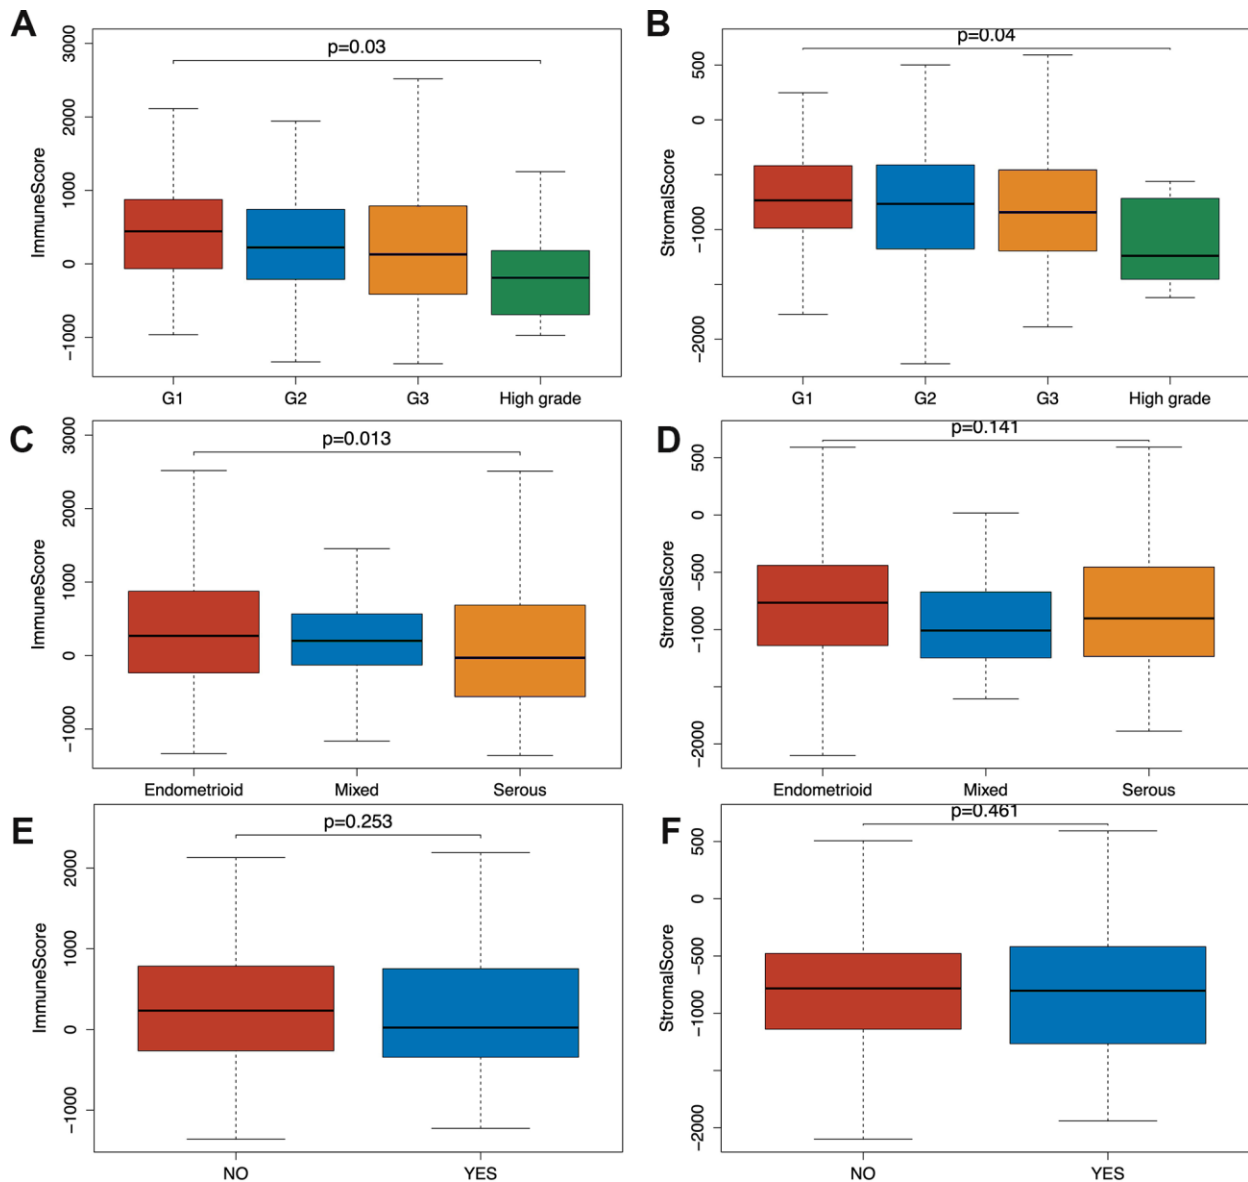 A
ImmuneScore
3000
2000
1000
0
−1000
p=0.03
G1 G2 G3 High grade
B
StromalScore
500
0
−1000
−2000
p=0.04
G1 G2 G3 High grade
C
ImmuneScore
3000
2000
1000
0
−1000
p=0.013
Endometrioid Mixed Serous
D
StromalScore
500
0
−500
−1000
−2000
p=0.141
Endometrioid Mixed Serous
E
ImmuneScore
2000
1000
0
−1000
p=0.253
NO YES
F
StromalScore
500
0
−500
−1000
−2000
p=0.461
NO YES